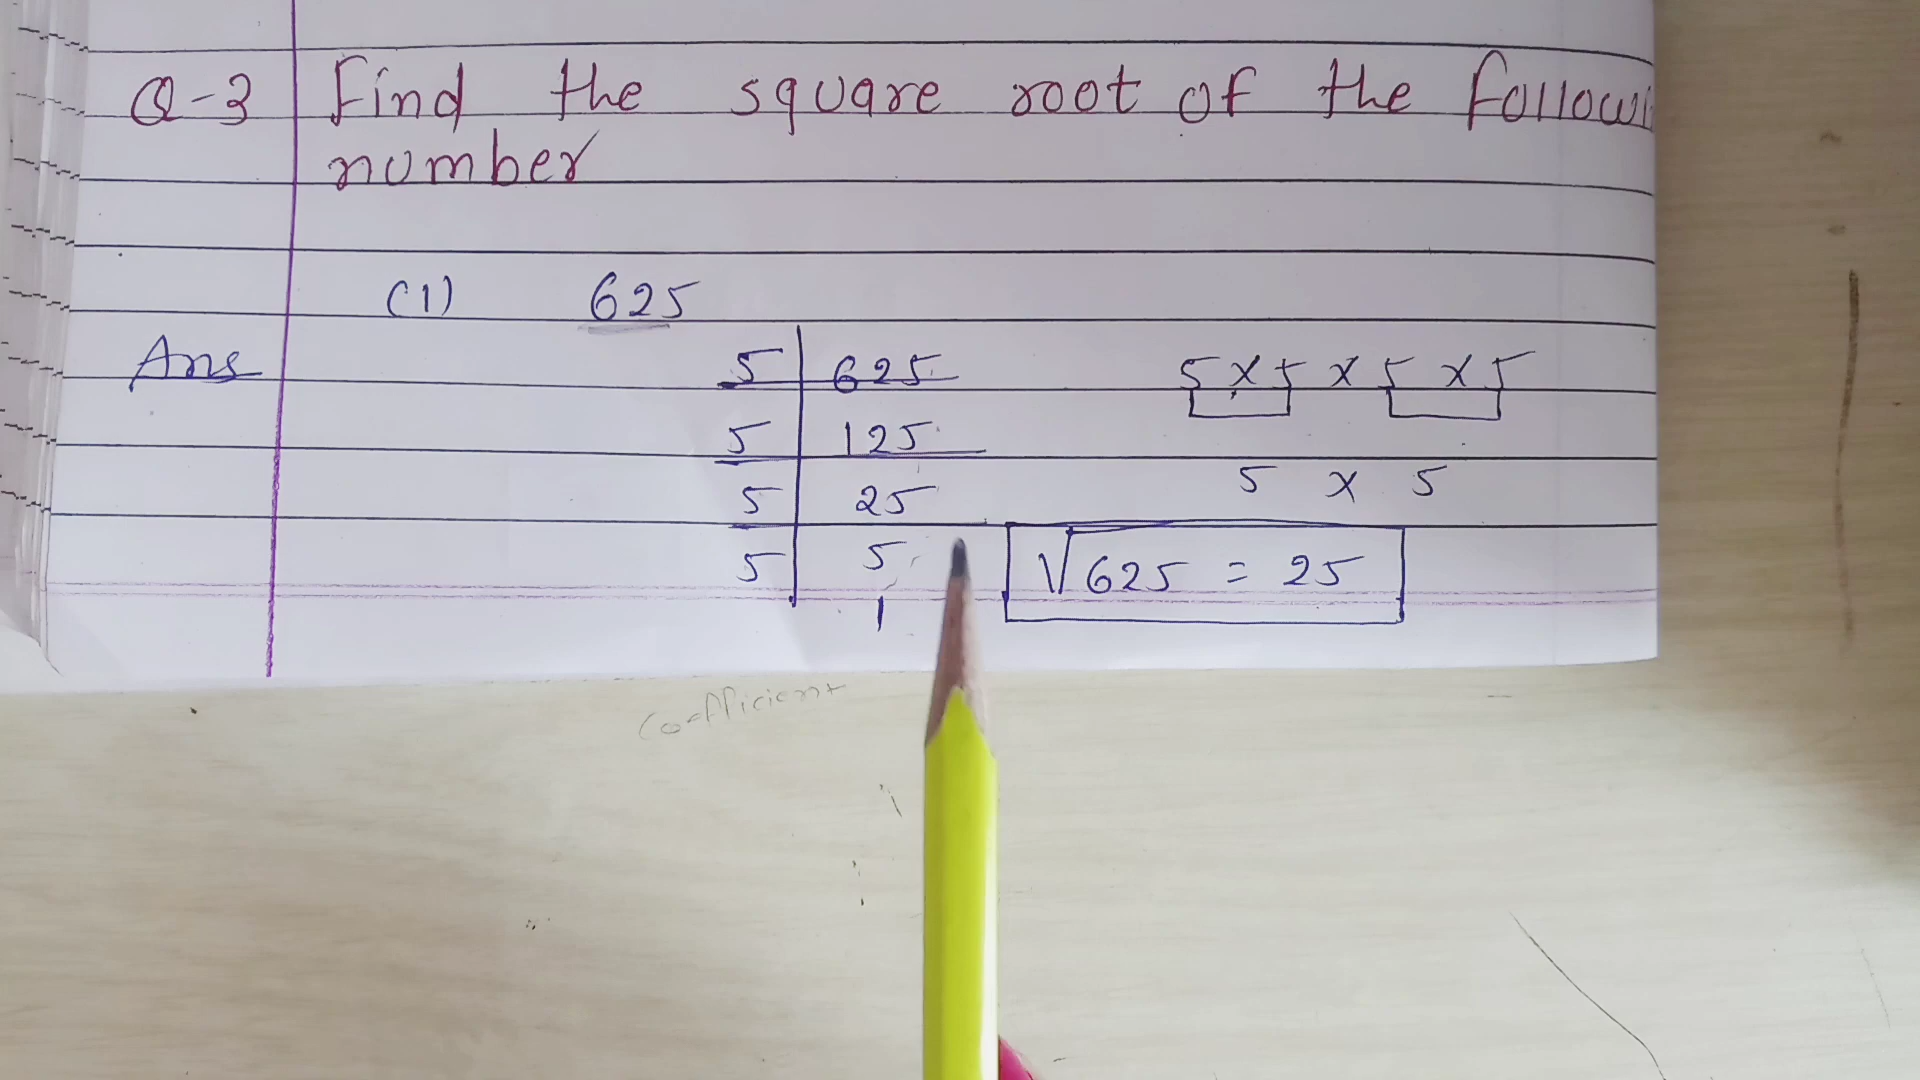 Q-3 Find the square root of the followi
number
(1) 625
Ans 5 625 5 x 5 x 5 x 5
5 125
5 25 5 x 5
5 5 √625 = 25
1
Coefficient